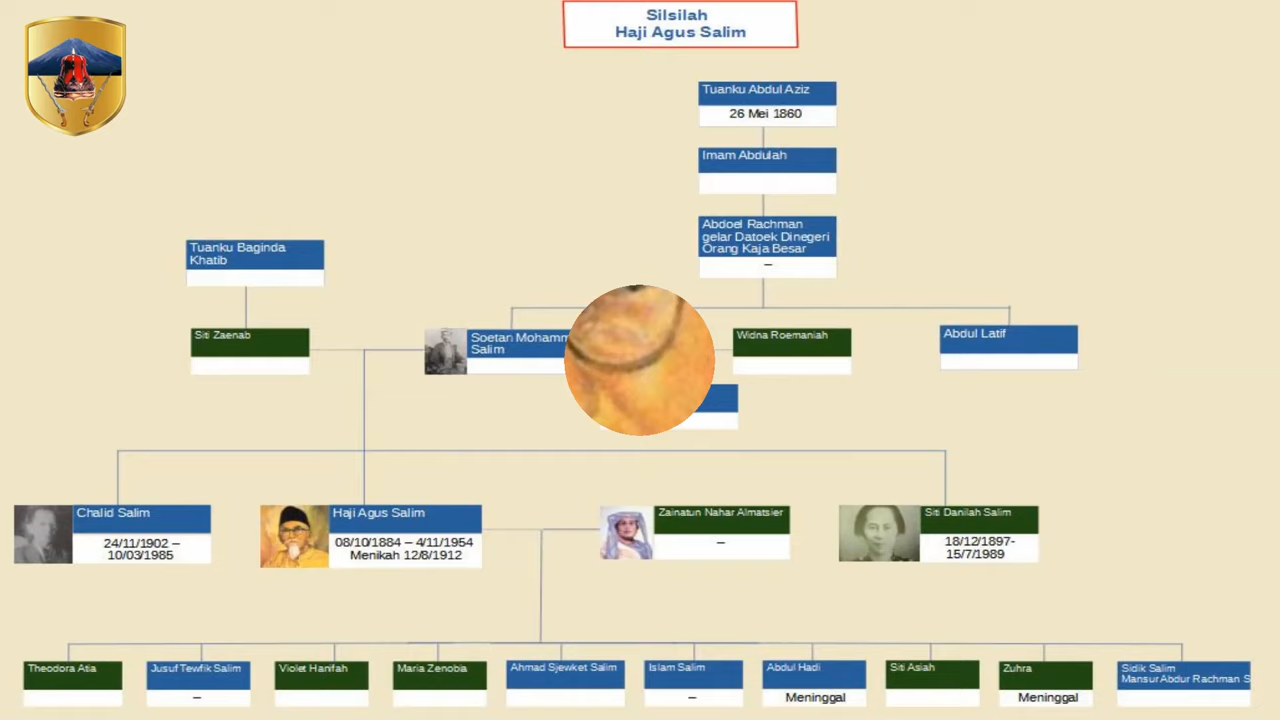 Silsilah
Haji Agus Salim
Tuanku Abdul Aziz
26 Mei 1860
Imam Abdulah
Abdoel Rachman
gelar Datoek Dinegeri
Orang Kaja Besar
–
Tuanku Baginda
Khatib
Siti Zaenab
Soetan Mohamm
Salim
Widna Roemaniah
Abdul Latif
Chalid Salim
24/11/1902 –
10/03/1985
Haji Agus Salim
08/10/1884 – 4/11/1954
Menikah 12/8/1912
Zainatun Nahar Almatsier
–
Siti Danilah Salim
18/12/1897-
15/7/1989
Theodora Atia
Jusuf Tewfik Salim
–
Violet Hanifah
Maria Zenobia
Ahmad Sjewket Salim
Islam Salim
–
Abdul Hadi
Meninggal
Siti Asiah
Zuhra
Meninggal
Sidik Salim
Mansur Abdur Rachman S